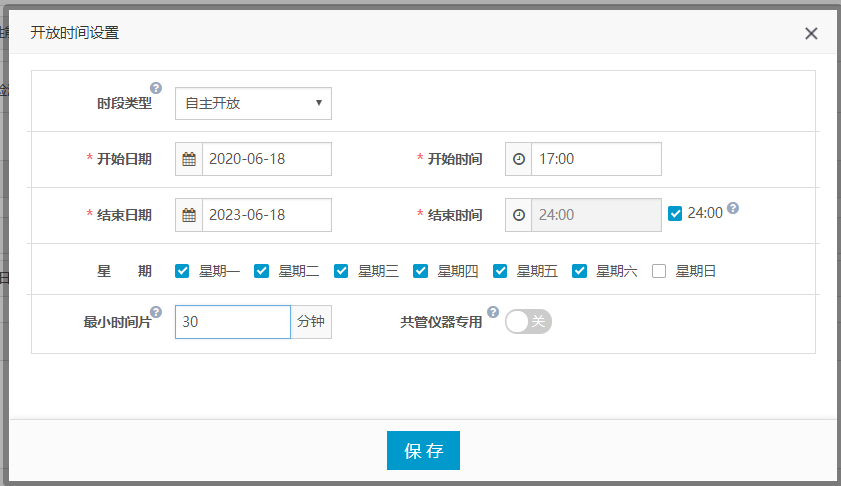 开放时间设置
时段类型 自主开放
* 开始日期 2020-06-18 * 开始时间 17:00
* 结束日期 2023-06-18 * 结束时间 24:00 24:00
星 期 星期一 星期二 星期三 星期四 星期五 星期六 星期日
最小时间片 30 分钟 共管仪器专用 关
保存